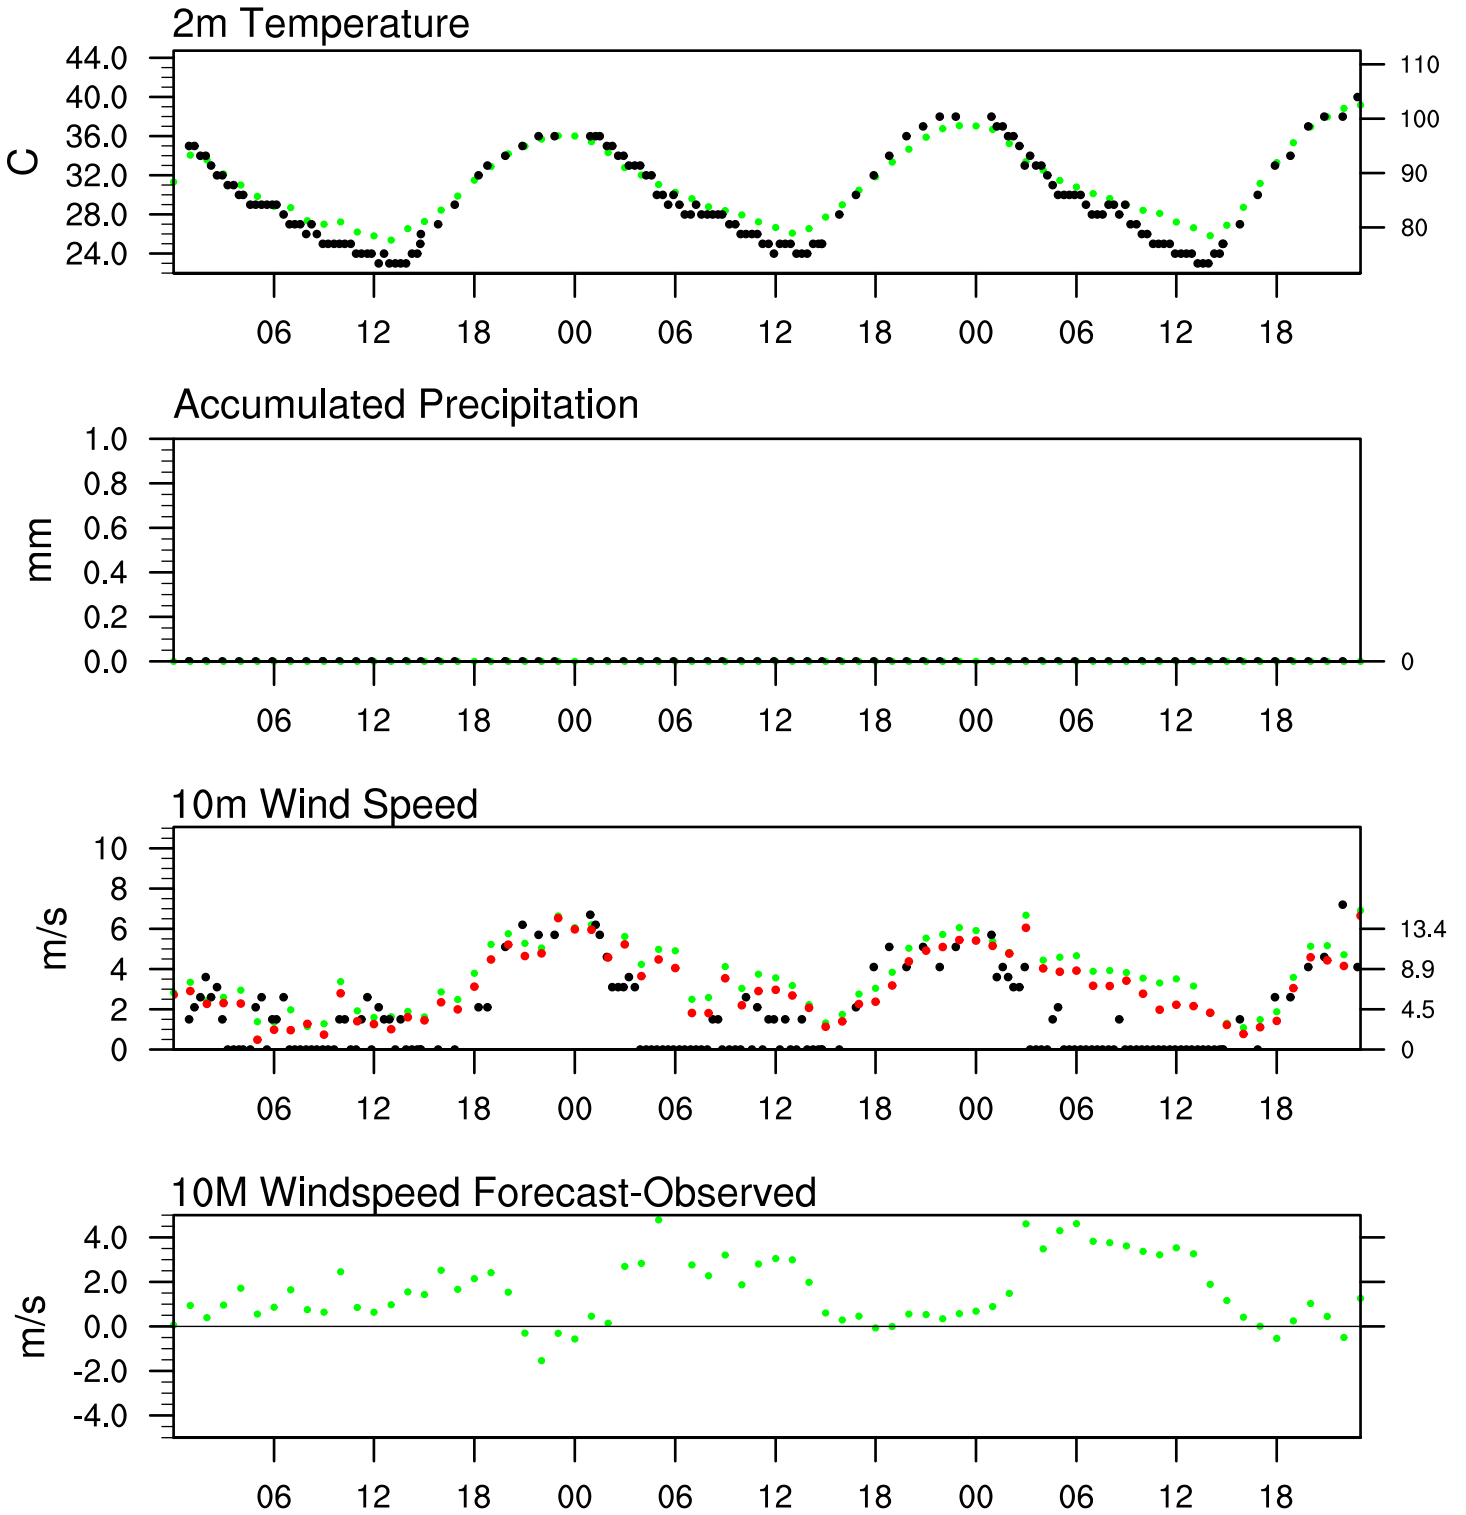 2m Temperature
44.0
40.0
36.0
32.0
28.0
24.0
C
110
100
90
80
06 12 18 00 06 12 18 00 06 12 18
Accumulated Precipitation
1.0
0.8
0.6
0.4
0.2
0.0
mm
0
06 12 18 00 06 12 18 00 06 12 18
10m Wind Speed
10
8
6
4
2
0
m/s
13.4
8.9
4.5
0
06 12 18 00 06 12 18 00 06 12 18
10M Windspeed Forecast-Observed
4.0
2.0
0.0
-2.0
-4.0
m/s
06 12 18 00 06 12 18 00 06 12 18